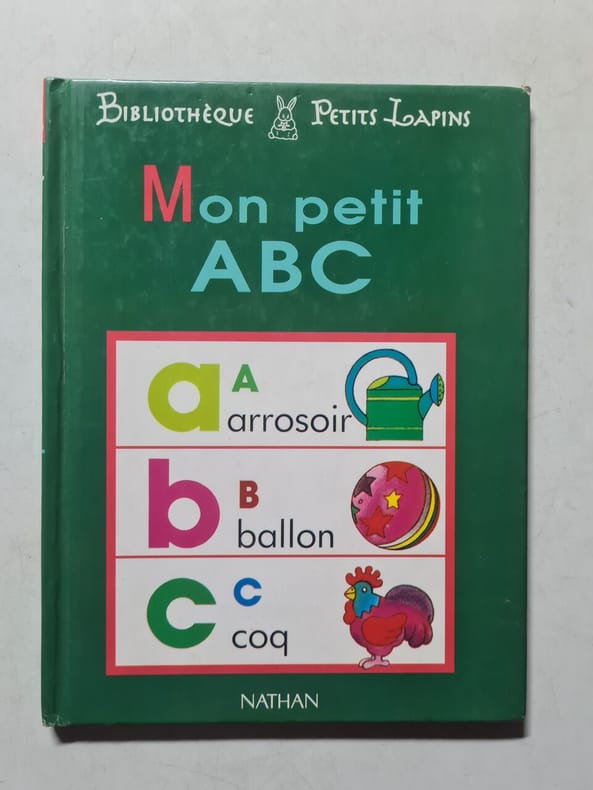 BIBLIOTHÈQUE PETITS LAPINS
Mon petit
ABC
a A
arrosoir
b B
ballon
c C
coq
NATHAN